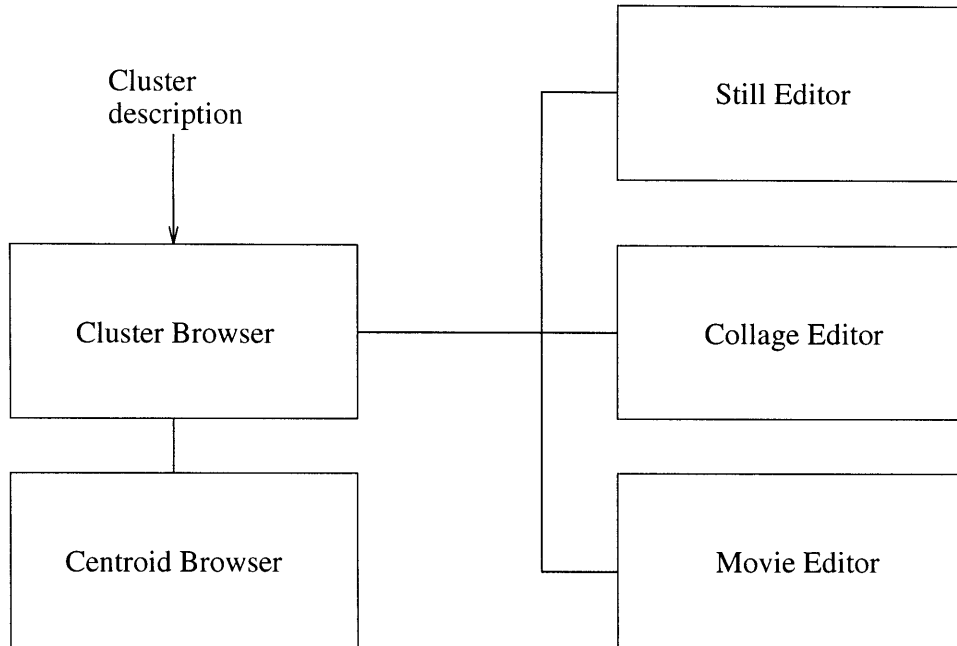 Cluster
description
Still Editor
Cluster Browser
Collage Editor
Centroid Browser
Movie Editor